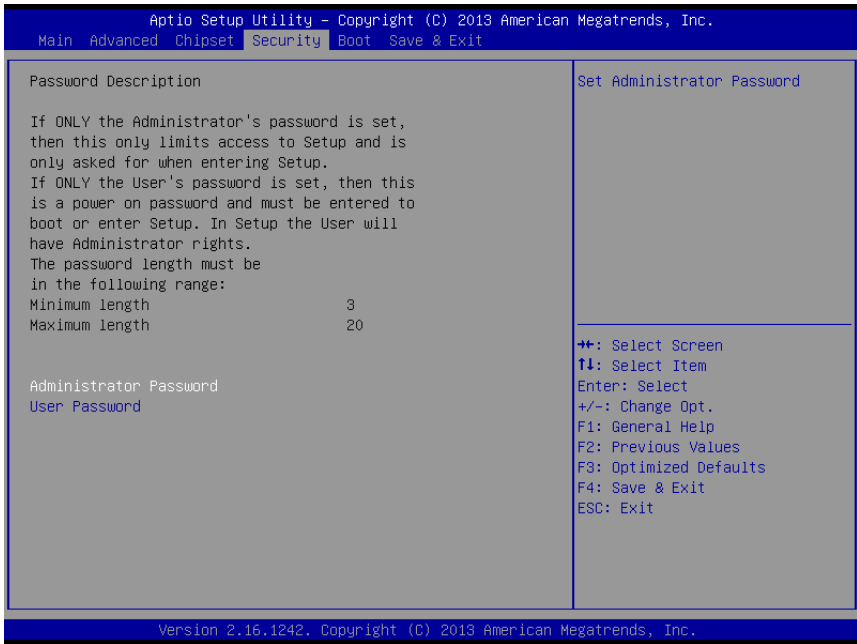 Aptio Setup Utility – Copyright (C) 2013 American Megatrends, Inc.
Main Advanced Chipset Security Boot Save & Exit
Password Description
If ONLY the Administrator's password is set,
then this only limits access to Setup and is
only asked for when entering Setup.
If ONLY the User's password is set, then this
is a power on password and must be entered to
boot or enter Setup. In Setup the User will
have Administrator rights.
The password length must be
in the following range:
Minimum length 3
Maximum length 20
Administrator Password
User Password
Set Administrator Password
→←: Select Screen
↑↓: Select Item
Enter: Select
+/-: Change Opt.
F1: General Help
F2: Previous Values
F3: Optimized Defaults
F4: Save & Exit
ESC: Exit
Version 2.16.1242. Copyright (C) 2013 American Megatrends, Inc.